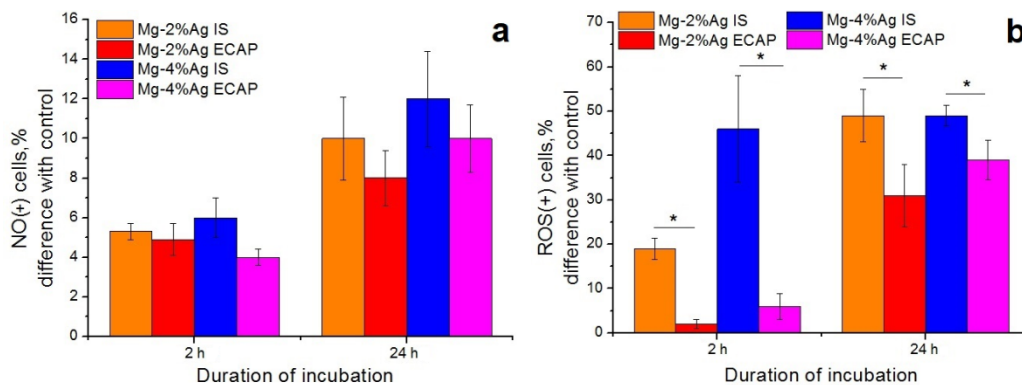 a
Mg-2%Ag IS
Mg-2%Ag ECAP
Mg-4%Ag IS
Mg-4%Ag ECAP
NO(+) cells,%
difference with control
16
14
12
10
8
6
4
2
0
2 h
24 h
Duration of incubation
b
Mg-2%Ag IS
Mg-4%Ag IS
Mg-2%Ag ECAP
Mg-4%Ag ECAP
ROS(+) cells,%
difference with control
70
60
50
40
30
20
10
0
*
*
*
*
2 h
24 h
Duration of incubation